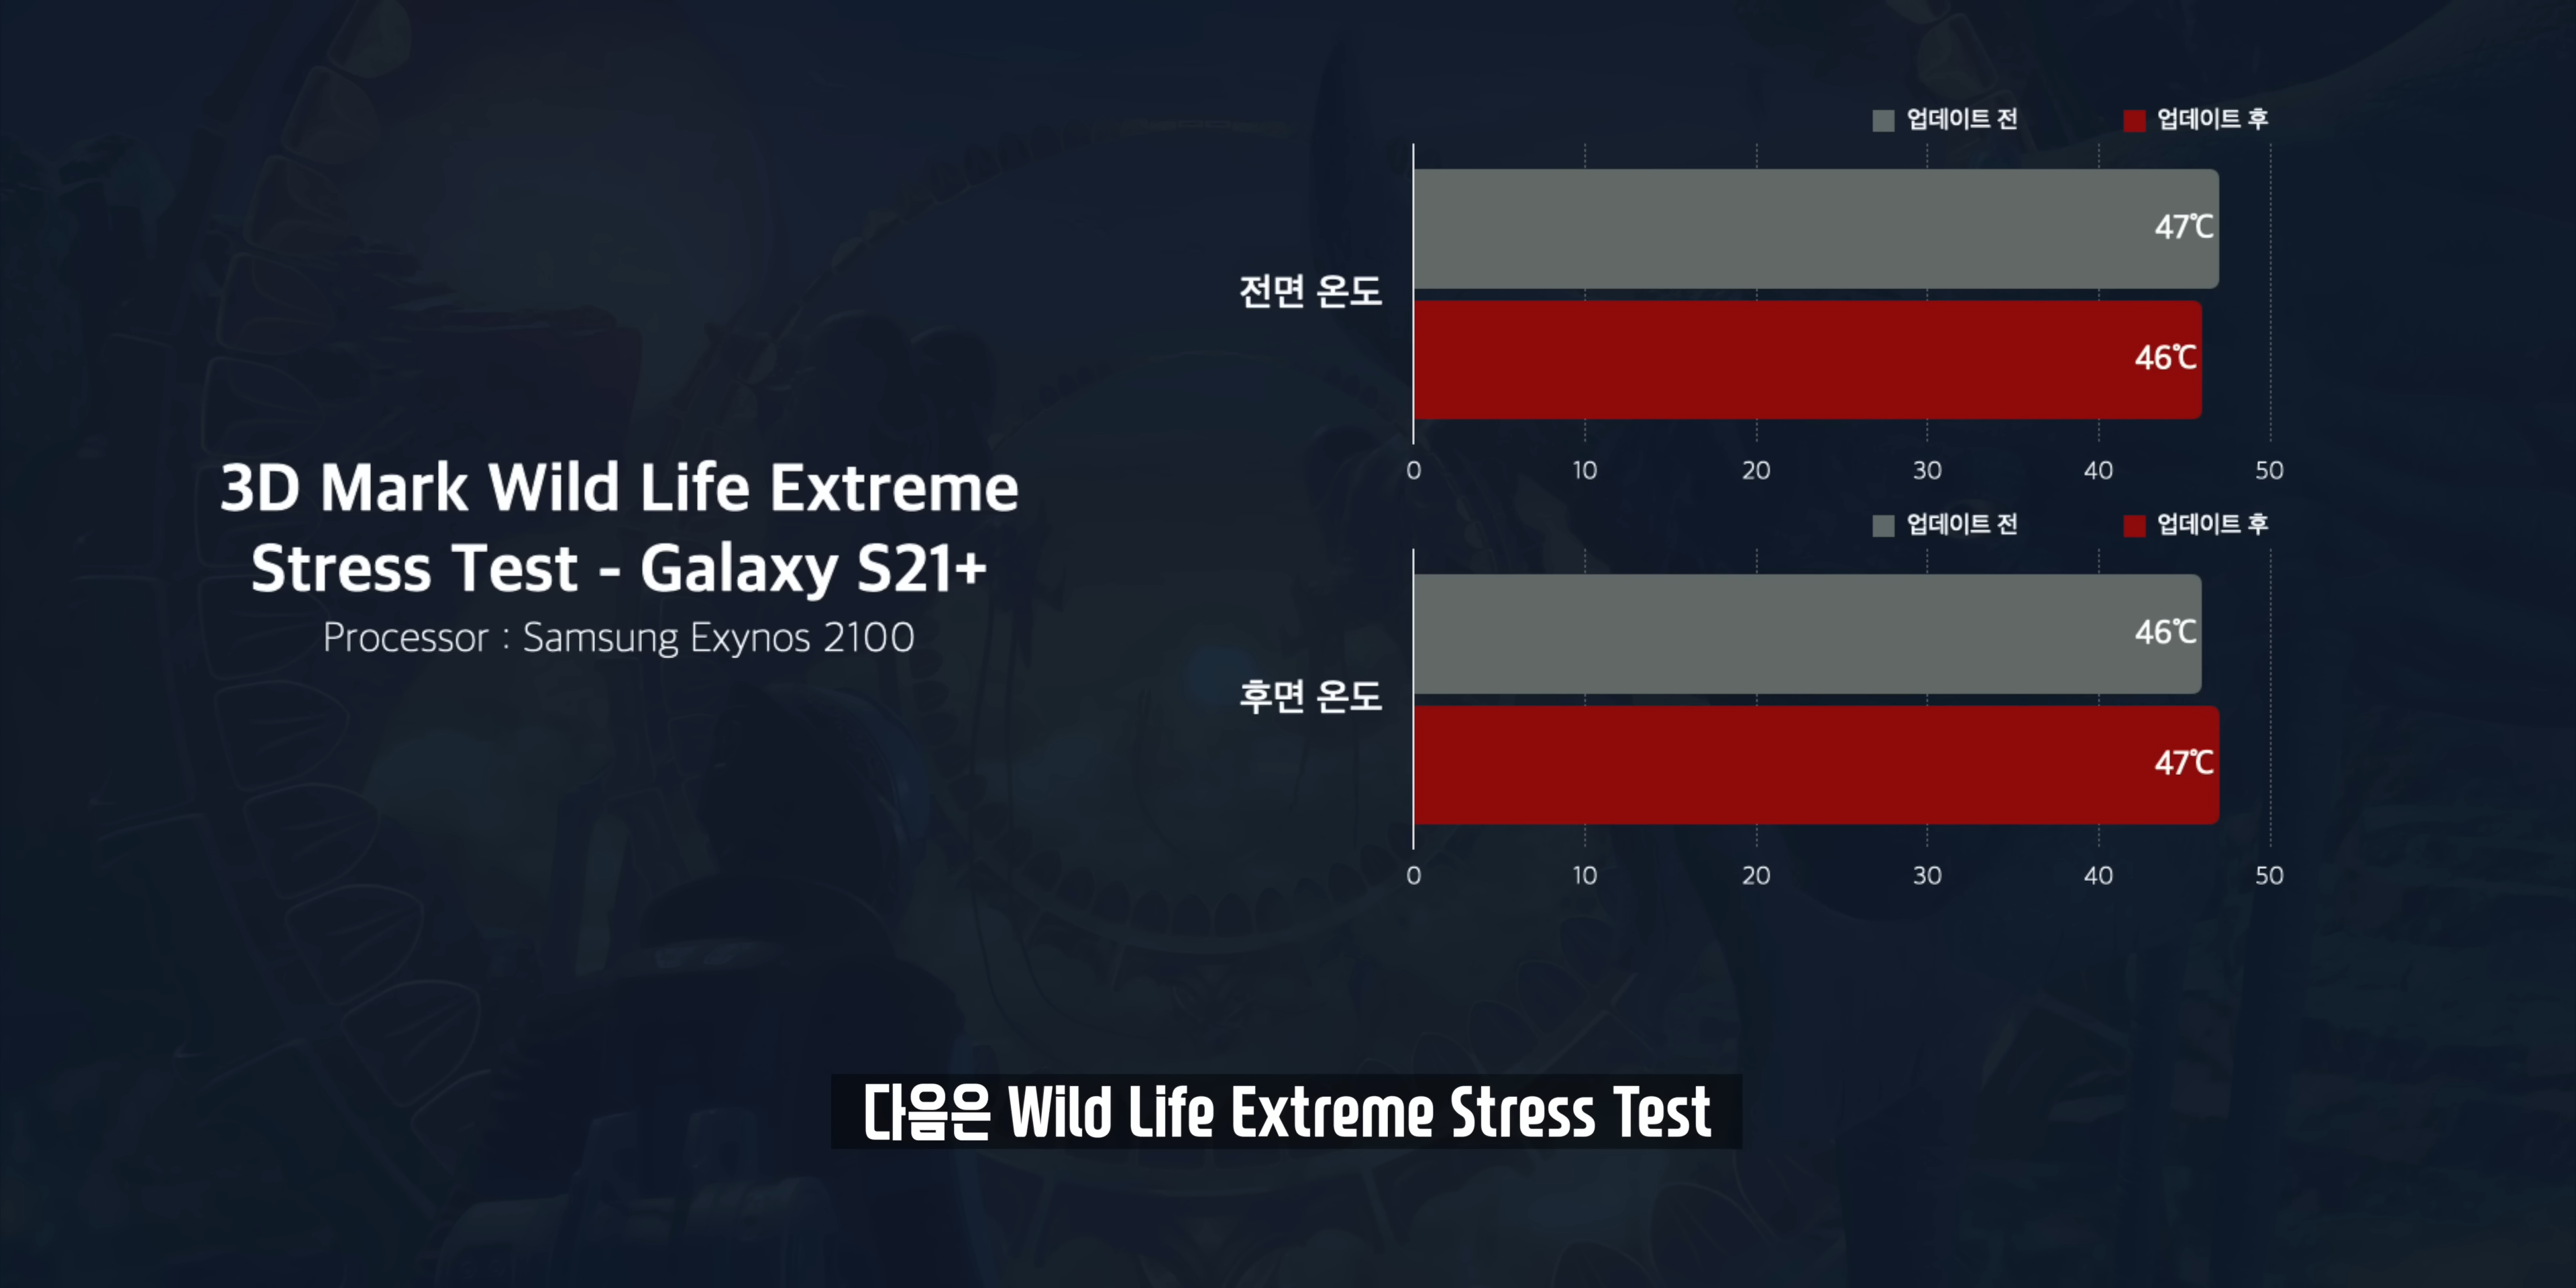 3D Mark Wild Life Extreme
Stress Test - Galaxy S21+
Processor : Samsung Exynos 2100
업데이트 전 업데이트 후
47℃
전면 온도
46℃
0 10 20 30 40 50
업데이트 전 업데이트 후
46℃
후면 온도
47℃
0 10 20 30 40 50
다음은 Wild Life Extreme Stress Test